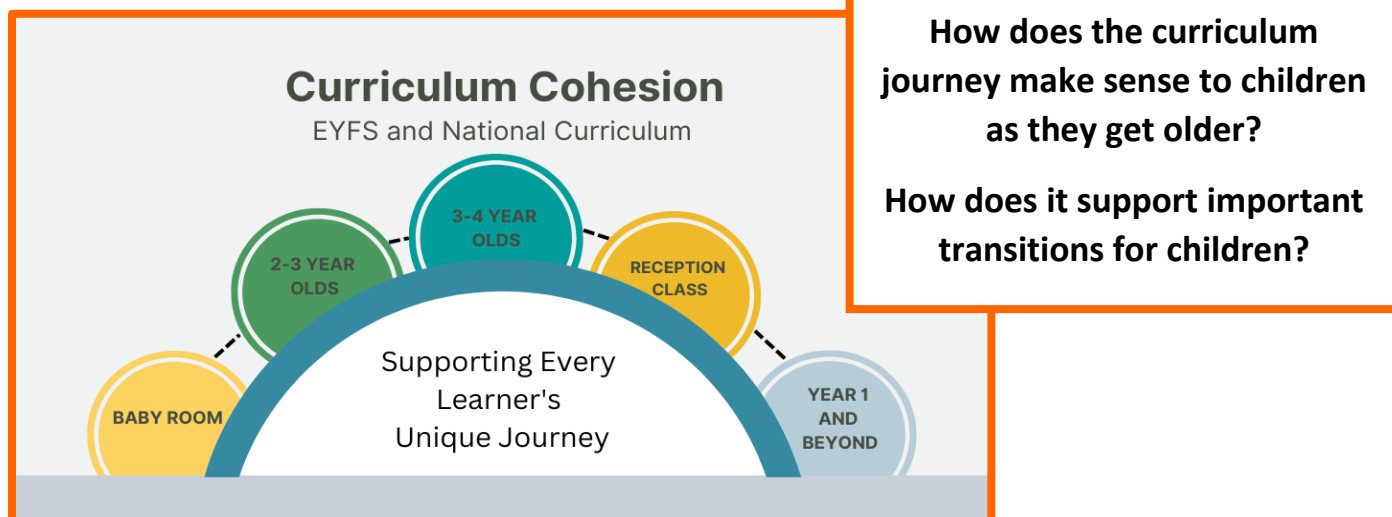 Curriculum Cohesion
EYFS and National Curriculum
BABY ROOM
2-3 YEAR
OLDS
3-4 YEAR
OLDS
RECEPTION
CLASS
YEAR 1
AND
BEYOND
Supporting Every
Learner's
Unique Journey
How does the curriculum
journey make sense to children
as they get older?
How does it support important
transitions for children?